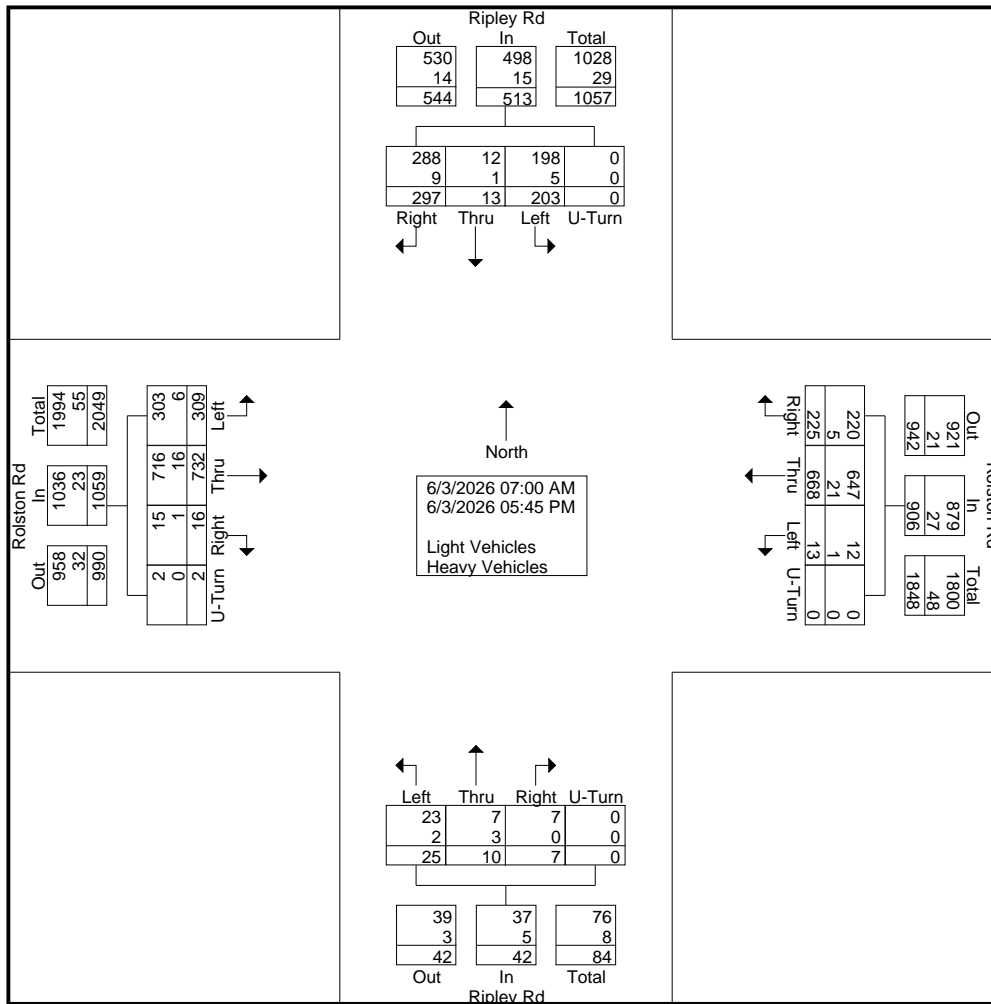 Ripley Rd
Out In Total
530 498 1028
14 15 29
544 513 1057
288 12 198 0
9 1 5 0
297 13 203 0
Right Thru Left U-Turn
Rolston Rd
Total In Out
1994 1036 958
55 23 32
2049 1059 990
303 716 15 2
6 16 1 0
309 732 16 2
Left Thru Right U-Turn
North
6/3/2026 07:00 AM
6/3/2026 05:45 PM
Light Vehicles
Heavy Vehicles
Rolston Rd
Out In Total
921 879 1800
21 27 48
942 906 1848
220 647 12 0
5 21 1 0
225 668 13 0
Right Thru Left U-Turn
Left Thru Right U-Turn
23 7 7 0
2 3 0 0
25 10 7 0
39 37 76
3 5 8
42 42 84
Out In Total
Ripley Rd